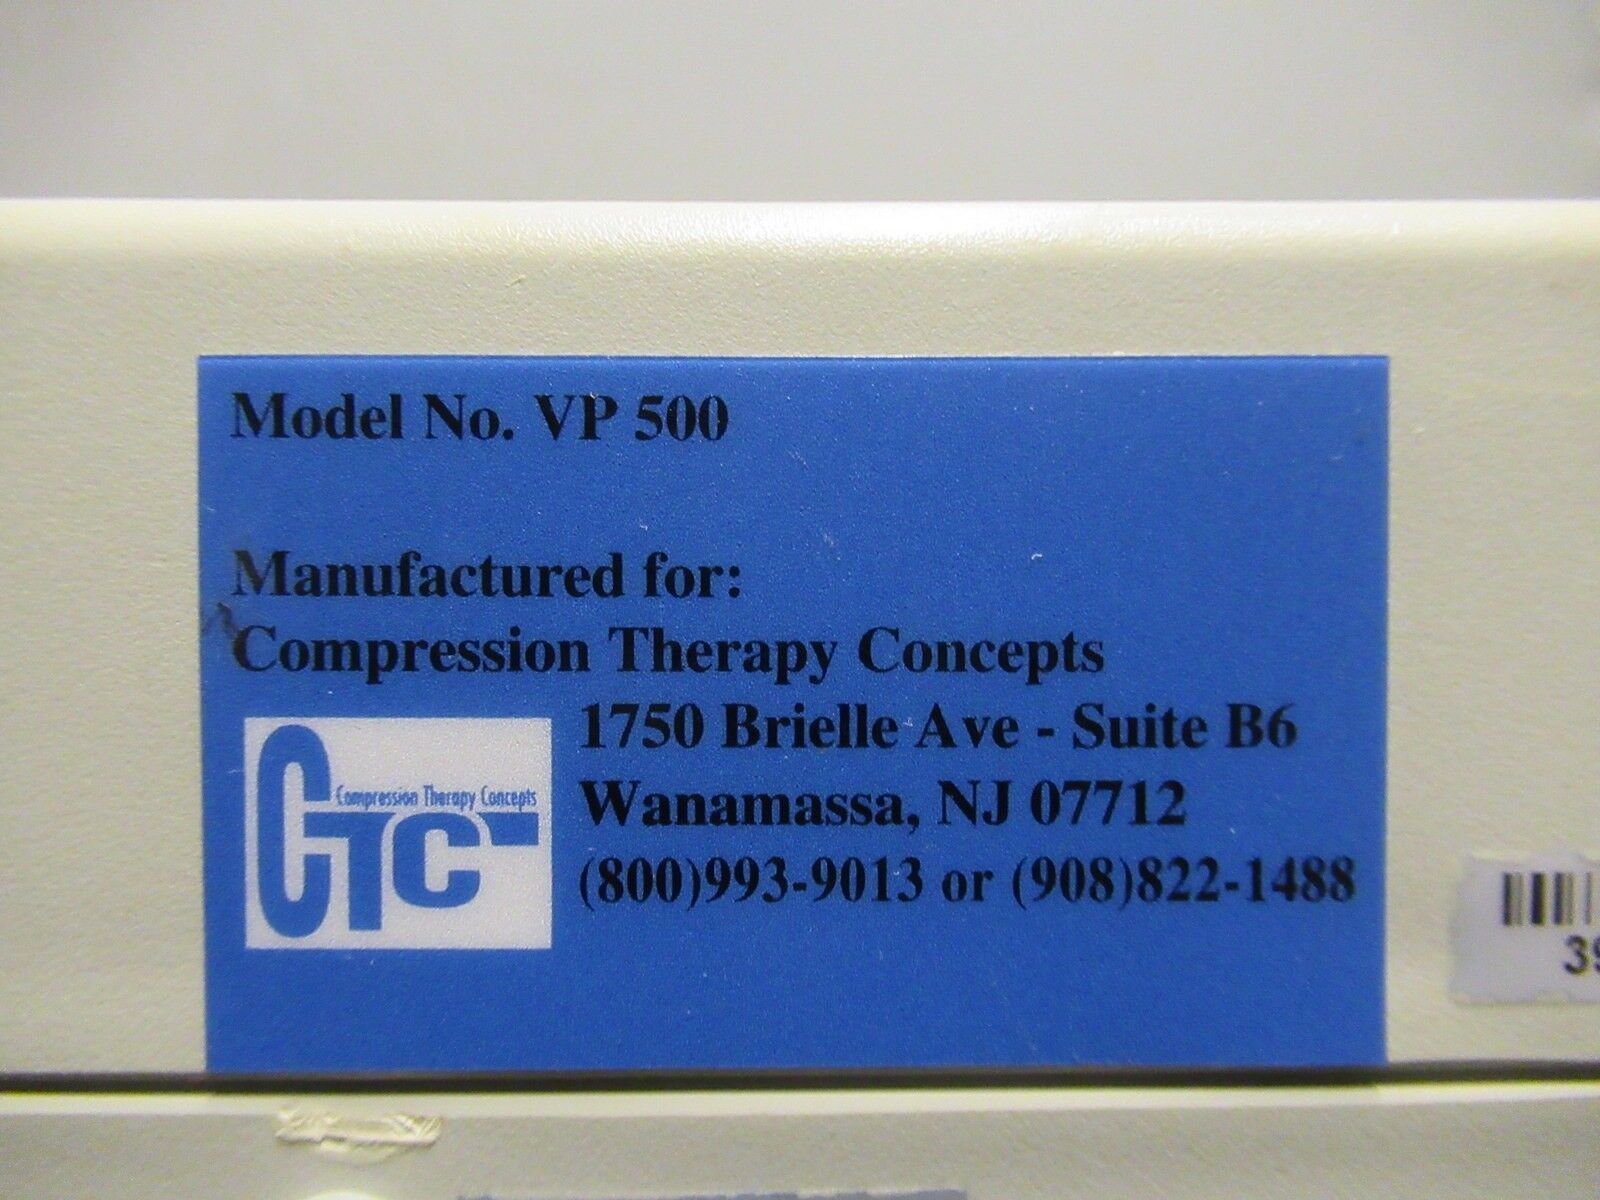 Model No. VP 500
Manufactured for:
Compression Therapy Concepts
1750 Brielle Ave - Suite B6
Wanamassa, NJ 07712
(800)993-9013 or (908)822-1488
Compression Therapy Concepts
CTC